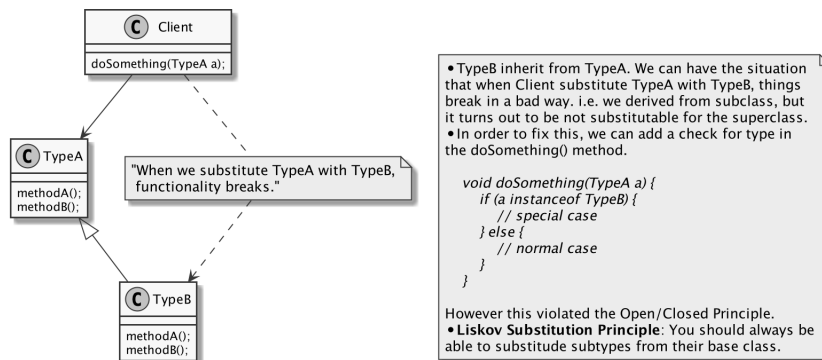 C Client
doSomething(TypeA a);
C TypeA
methodA();
methodB();
"When we substitute TypeA with TypeB,
functionality breaks."
C TypeB
methodA();
methodB();
• TypeB inherit from TypeA. We can have the situation
that when Client substitute TypeA with TypeB, things
break in a bad way. i.e. we derived from subclass, but
it turns out to be not substitutable for the superclass.
• In order to fix this, we can add a check for type in
the doSomething() method.
void doSomething(TypeA a) {
if (a instanceof TypeB) {
// special case
} else {
// normal case
}
}
However this violated the Open/Closed Principle.
• Liskov Substitution Principle: You should always be
able to substitude subtypes from their base class.